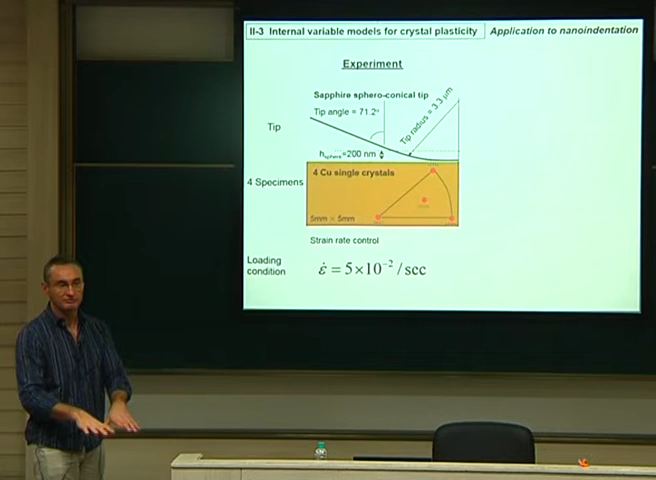 II-3 Internal variable models for crystal plasticity Application to nanoindentation
Experiment
Sapphire sphero-conical tip
Tip angle = 71.2°
Tip radius = 3.3 µm
Tip
hsphere=200 nm
4 Cu single crystals
4 Specimens
5mm × 5mm
Strain rate control
Loading
condition
ε̇ = 5×10⁻² /sec